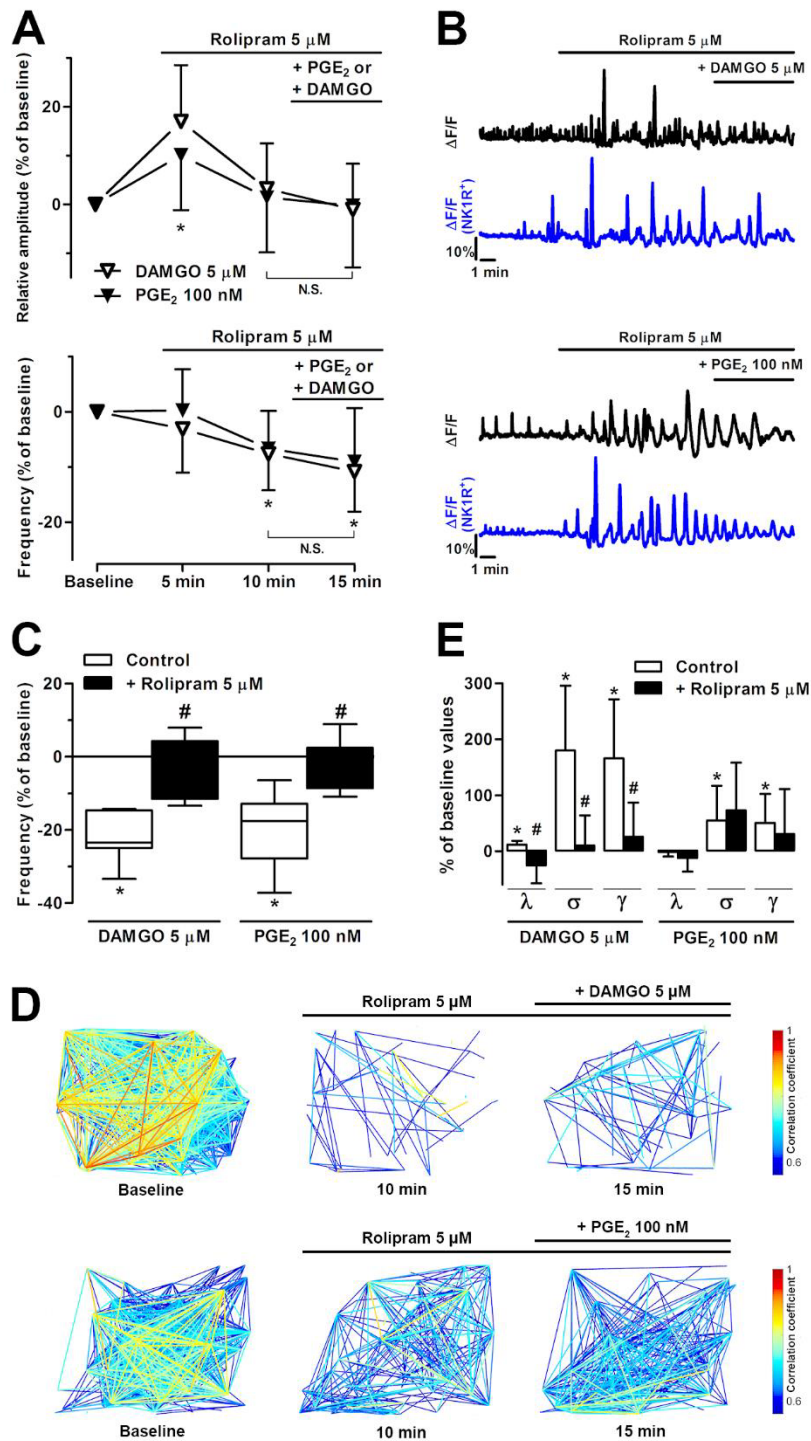 A
Rolipram 5 μM
+ PGE₂ or
+ DAMGO
Relative amplitude (% of baseline)
20
0
*
DAMGO 5 μM
PGE₂ 100 nM
N.S.
Rolipram 5 μM
+ PGE₂ or
+ DAMGO
Frequency (% of baseline)
0
-20
*
*
N.S.
Baseline
5 min
10 min
15 min
B
Rolipram 5 μM
+ DAMGO 5 μM
ΔF/F
ΔF/F
(NK1R⁺)
10%
1 min
Rolipram 5 μM
+ PGE₂ 100 nM
ΔF/F
ΔF/F
(NK1R⁺)
10%
1 min
C
Control
+ Rolipram 5 μM
Frequency (% of baseline)
20
0
-20
-40
#
#
*
*
DAMGO 5 μM
PGE₂ 100 nM
E
Control
+ Rolipram 5 μM
% of baseline values
300
200
100
0
* # * # * # * *
λ σ γ λ σ γ
DAMGO 5 μM
PGE₂ 100 nM
D
Rolipram 5 μM
+ DAMGO 5 μM
Baseline
10 min
15 min
1
Correlation coefficient
0.6
Rolipram 5 μM
+ PGE₂ 100 nM
Baseline
10 min
15 min
1
Correlation coefficient
0.6